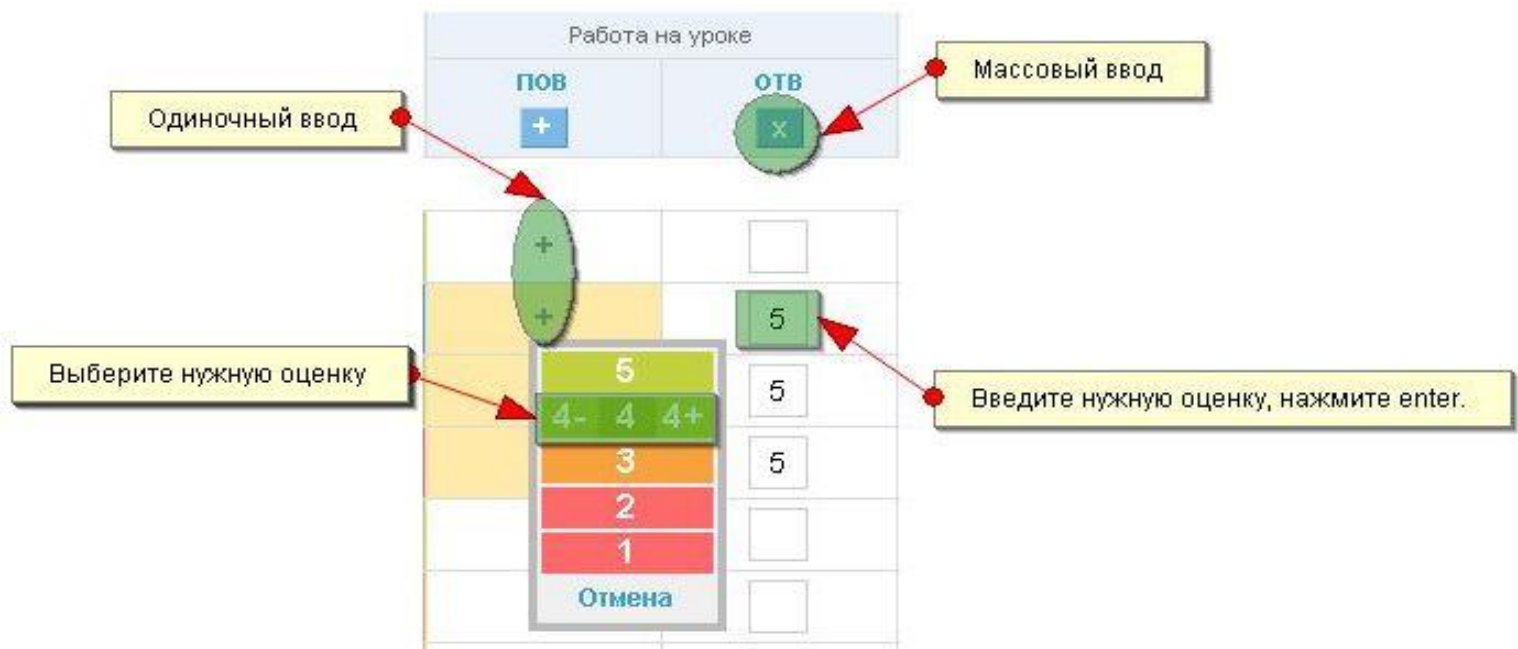 Работа на уроке
ПОВ ОТВ
Массовый ввод
Одиночный ввод
+ x
+
+
5
Выберите нужную оценку
5
5
4- 4 4+
Введите нужную оценку, нажмите enter.
3
5
2
1
Отмена